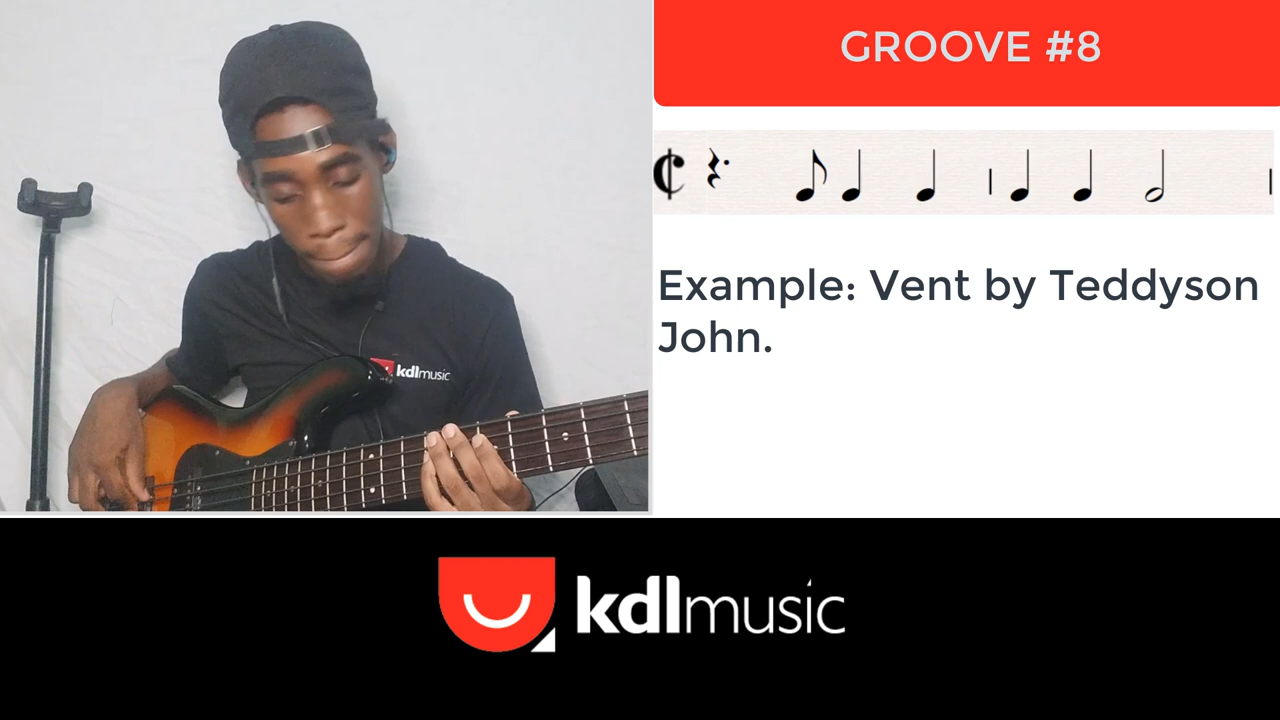 GROOVE #8
Example: Vent by Teddyson
John.
kdlmusic
kdlmusic